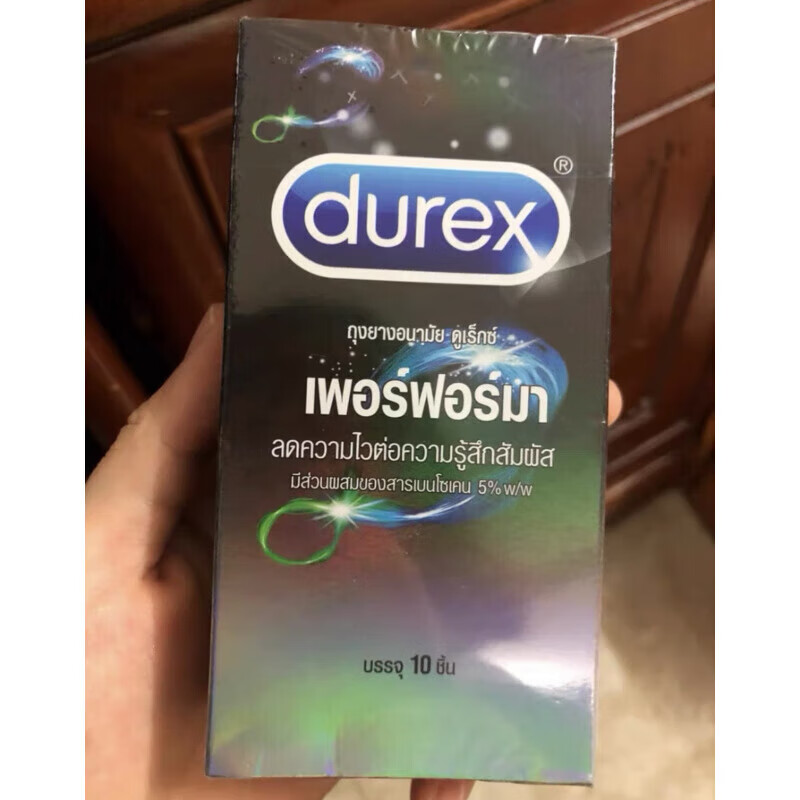 durex®
ถุงยางอนามัย ดูเร็กซ์
เพอร์ฟอร์มา
ลดความไวต่อความรู้สึกสัมผัส
มีส่วนผสมของสารเบนโซเคน 5% w/w
บรรจุ 10 ชิ้น